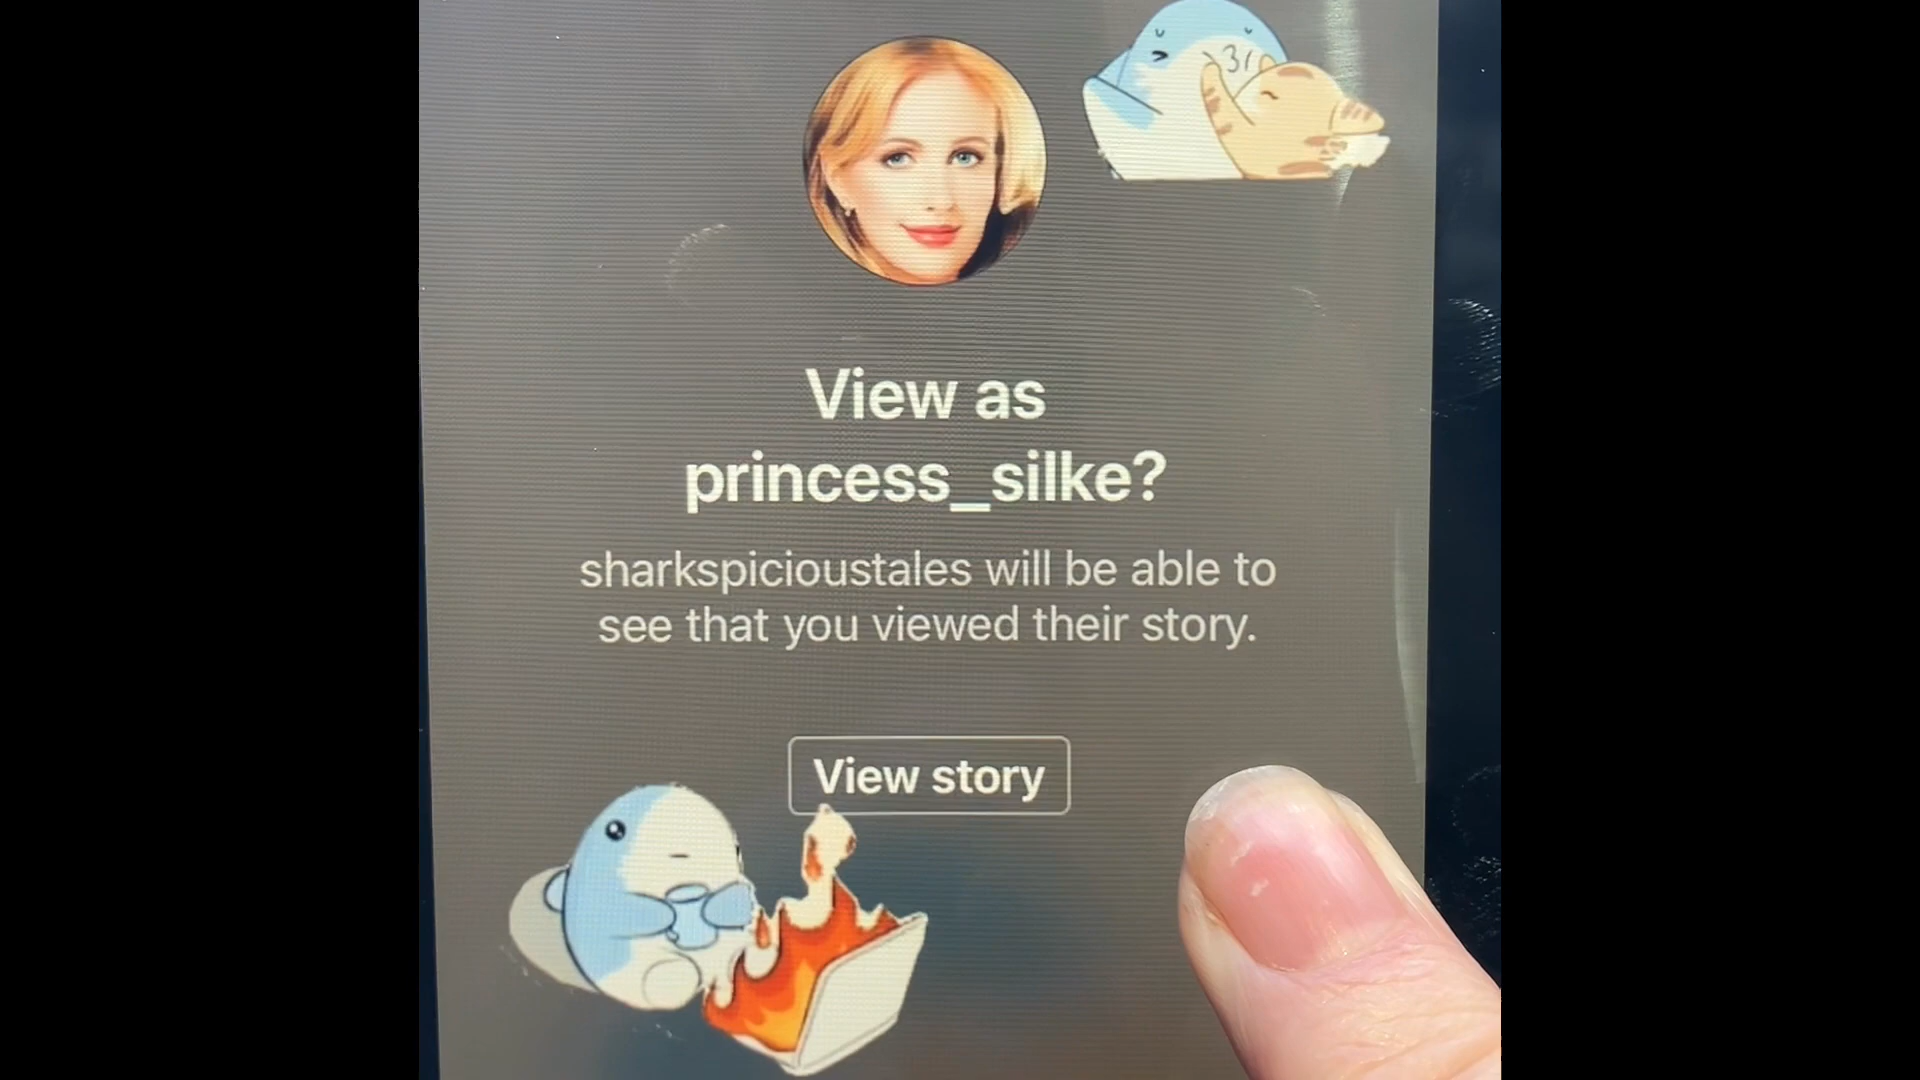 View as
princess_silke?
sharkspicioustales will be able to
see that you viewed their story.
View story